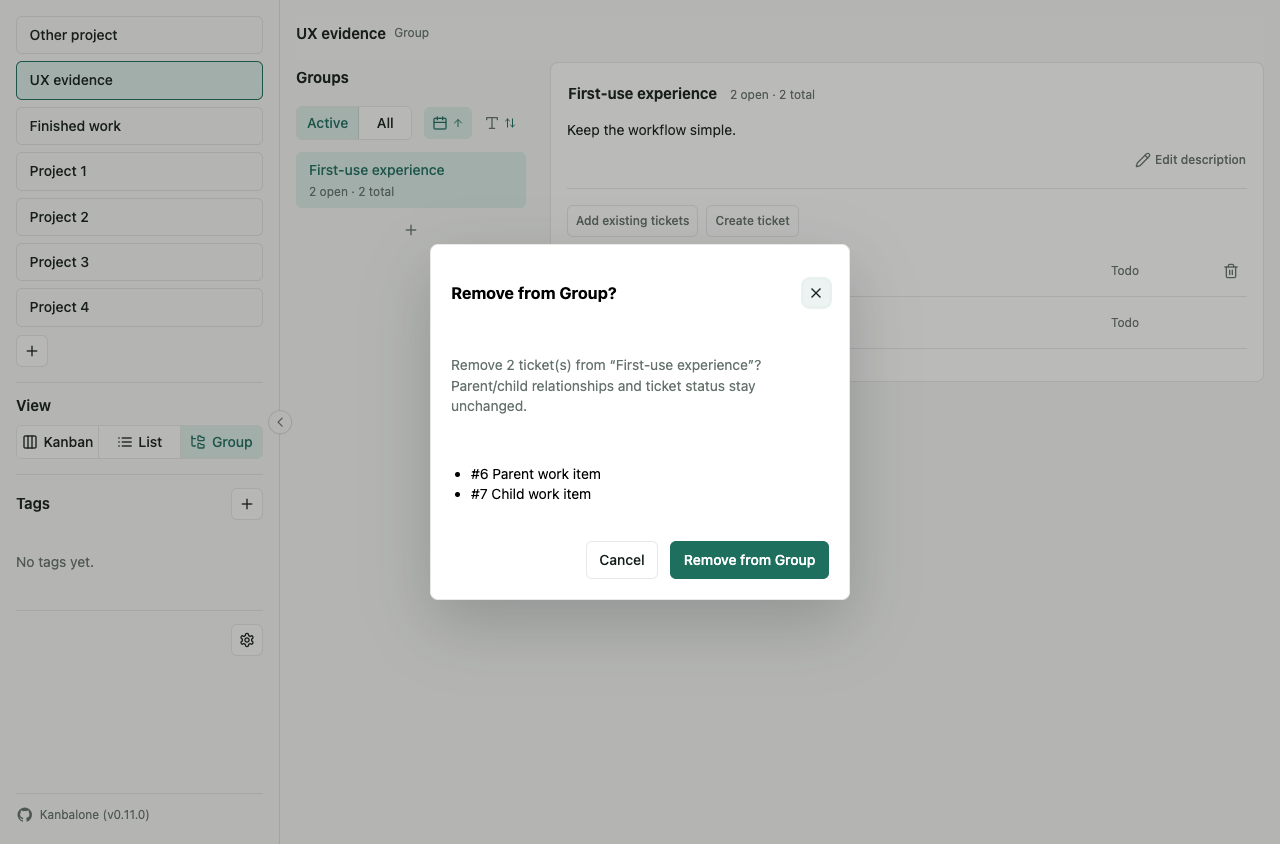 Other project
UX evidence
Finished work
Project 1
Project 2
Project 3
Project 4
View
Kanban
List
Group
Tags
No tags yet.
Kanbalone (v0.11.0)
UX evidence Group
Groups
Active
All
First-use experience
2 open · 2 total
First-use experience 2 open · 2 total
Keep the workflow simple.
Edit description
Add existing tickets
Create ticket
Todo
Todo
Remove from Group?
Remove 2 ticket(s) from “First-use experience”?
Parent/child relationships and ticket status stay
unchanged.
• #6 Parent work item
• #7 Child work item
Cancel
Remove from Group